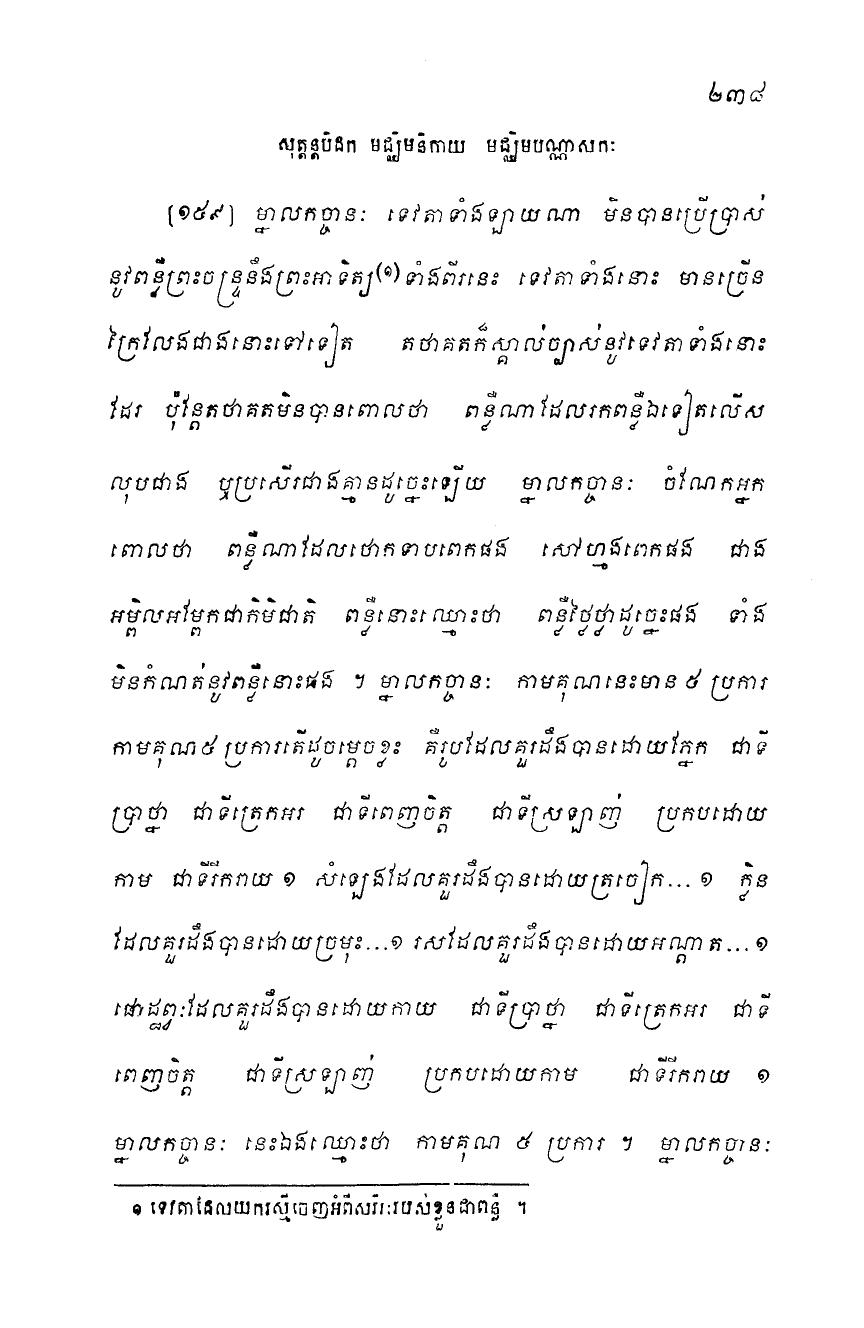 ២៣៨
សុត្តន្តបិដក មជ្ឈិមនិកាយ មជ្ឈិមបណ្ណាសកៈ
[១៥៩] ម្នាលកច្ចានៈ ទេវតាទាំងឡាយណា មិនបានប្រើប្រាស់
នូវពន្លឺព្រះចន្រ្ទនឹងព្រះអាទិត្យ(១)ទាំងពីរនេះ ទេវតាទាំងនោះ មានច្រើន
ក្រៃលែងជាងនោះទៅទៀត តថាគតក៏ស្គាល់ច្បាស់នូវទេវតាទាំងនោះ
ដែរ ប៉ុន្តែតថាគតមិនបានពោលថា ពន្លឺណាដែលរកពន្លឺឯទៀតលើស
លុបជាង ឬប្រសើរជាងគ្មានដូច្នេះឡើយ ម្នាលកច្ចានៈ ចំណែកអ្នក
ពោលថា ពន្លឺណាដែលថោកទាបពេកផង សៅហ្មងពេកផង ជាង
អម្ពិលអម្ពែកជាកិមិជាតិ ពន្លឺនោះឈ្មោះថា ពន្លឺថ្លៃថ្លាដូច្នេះផង ទាំង
មិនកំណត់នូវពន្លឺនោះផង ។ ម្នាលកច្ចានៈ កាមគុណនេះមាន ៥ ប្រការ
កាមគុណ៥ ប្រការតើដូចម្តេចខ្លះ គឺរូបដែលគួរដឹងបានដោយភ្នែក ជាទី
ប្រាថ្នា ជាទីត្រេកអរ ជាទីពេញចិត្ត ជាទីស្រឡាញ់ ប្រកបដោយ
កាម ជាទីរីករាយ ១ សំឡេងដែលគួរដឹងបានដោយត្រចៀក... ១ ក្លិន
ដែលគួរដឹងបានដោយច្រមុះ...១ រសដែលគួរដឹងបានដោយអណ្តាត...១
ផោដ្ឋព្វៈដែលគួរដឹងបានដោយកាយ ជាទីប្រាថ្នា ជាទីត្រេកអរ ជាទី
ពេញចិត្ត ជាទីស្រឡាញ់ ប្រកបដោយកាម ជាទីរីករាយ ១
ម្នាលកច្ចានៈ នេះឯងឈ្មោះថា កាមគុណ ៥ ប្រការ ។ ម្នាលកច្ចានៈ
១ ទេវតាដែលយករស្មីចេញអំពីសរីរៈរបស់ខ្លួនជាពន្លឺ ។